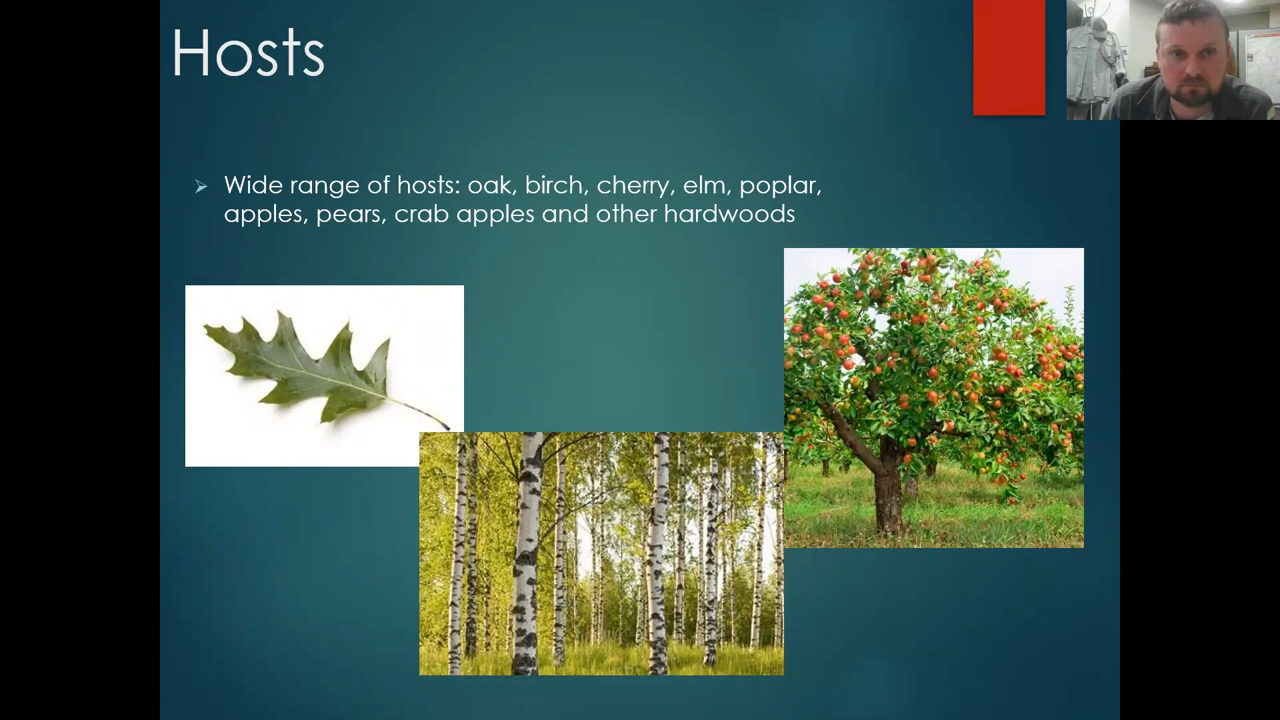 Hosts
Wide range of hosts: oak, birch, cherry, elm, poplar,
apples, pears, crab apples and other hardwoods